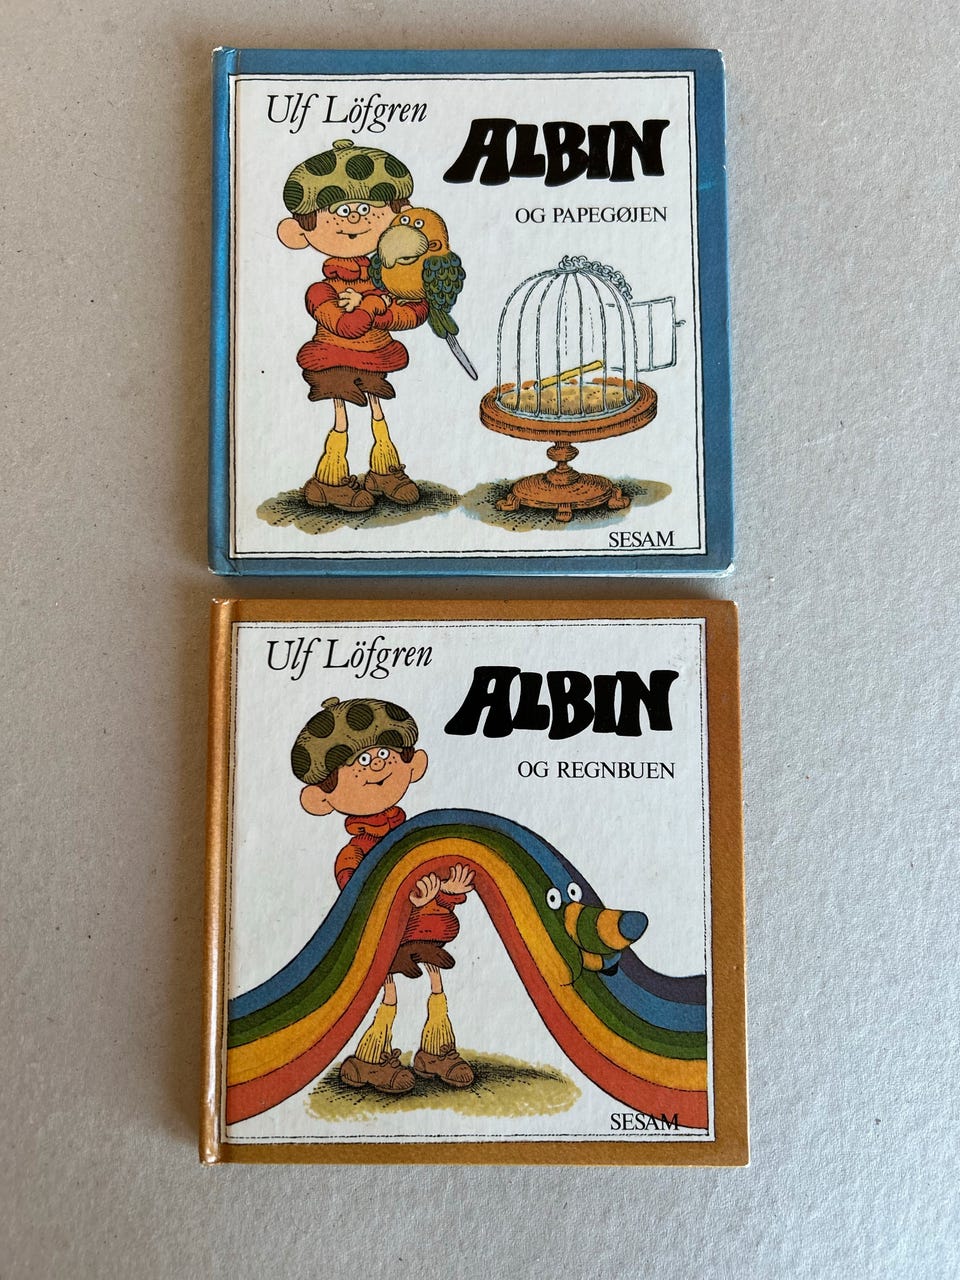 Ulf Löfgren
ALBIN
OG PAPEGØJEN
SESAM
Ulf Löfgren
ALBIN
OG REGNBUEN
SESAM